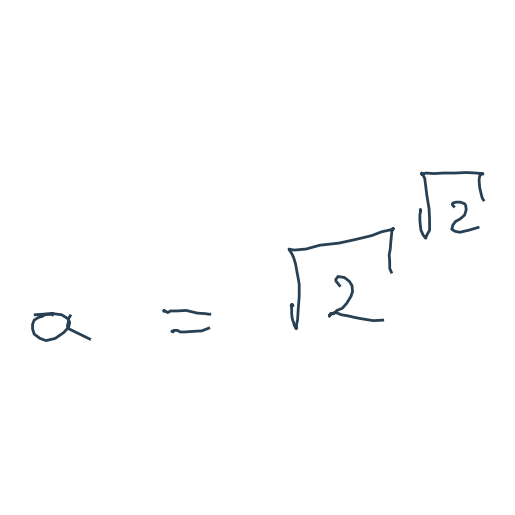 a = √2^√2